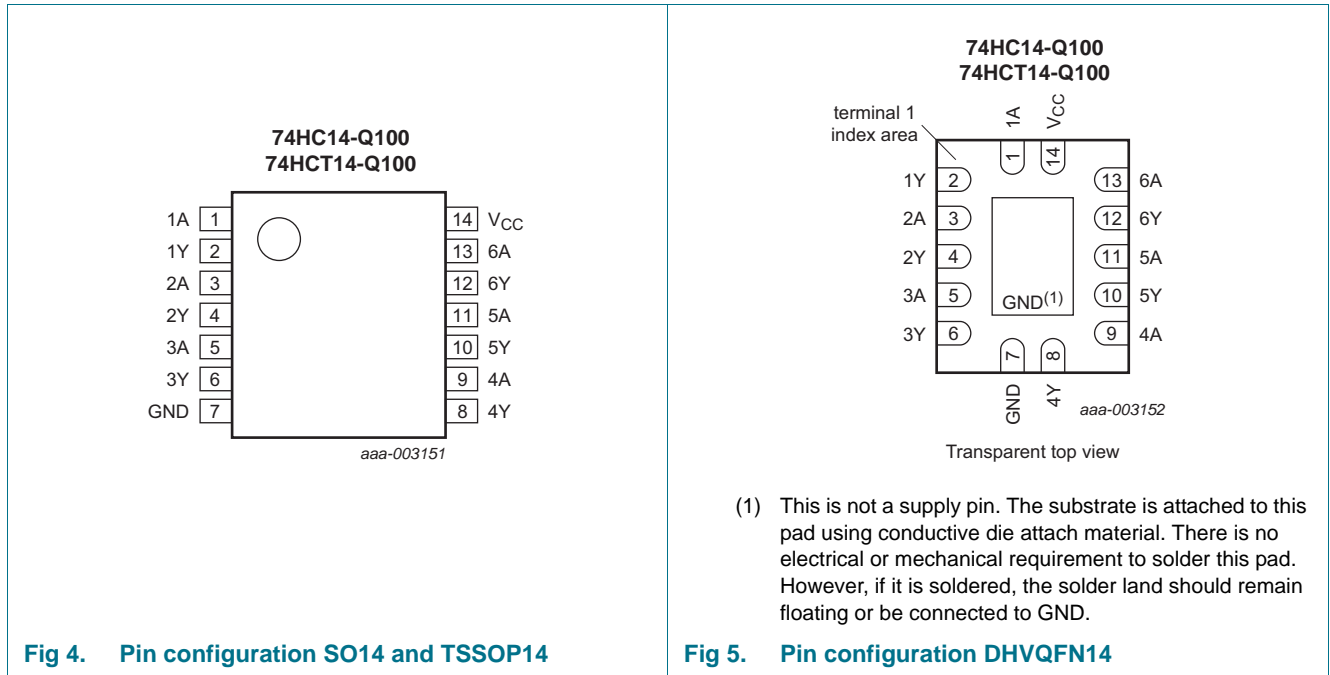 74HC14-Q100
74HCT14-Q100
1A 1
1Y 2
2A 3
2Y 4
3A 5
3Y 6
GND 7
14 VCC
13 6A
12 6Y
11 5A
10 5Y
9 4A
8 4Y
aaa-003151
Fig 4. Pin configuration SO14 and TSSOP14
74HC14-Q100
74HCT14-Q100
terminal 1
index area
1A
VCC
1
14
1Y 2
2A 3
2Y 4
3A 5
3Y 6
13 6A
12 6Y
11 5A
10 5Y
9 4A
GND(1)
7
8
GND
4Y
aaa-003152
Transparent top view
(1) This is not a supply pin. The substrate is attached to this
pad using conductive die attach material. There is no
electrical or mechanical requirement to solder this pad.
However, if it is soldered, the solder land should remain
floating or be connected to GND.
Fig 5. Pin configuration DHVQFN14